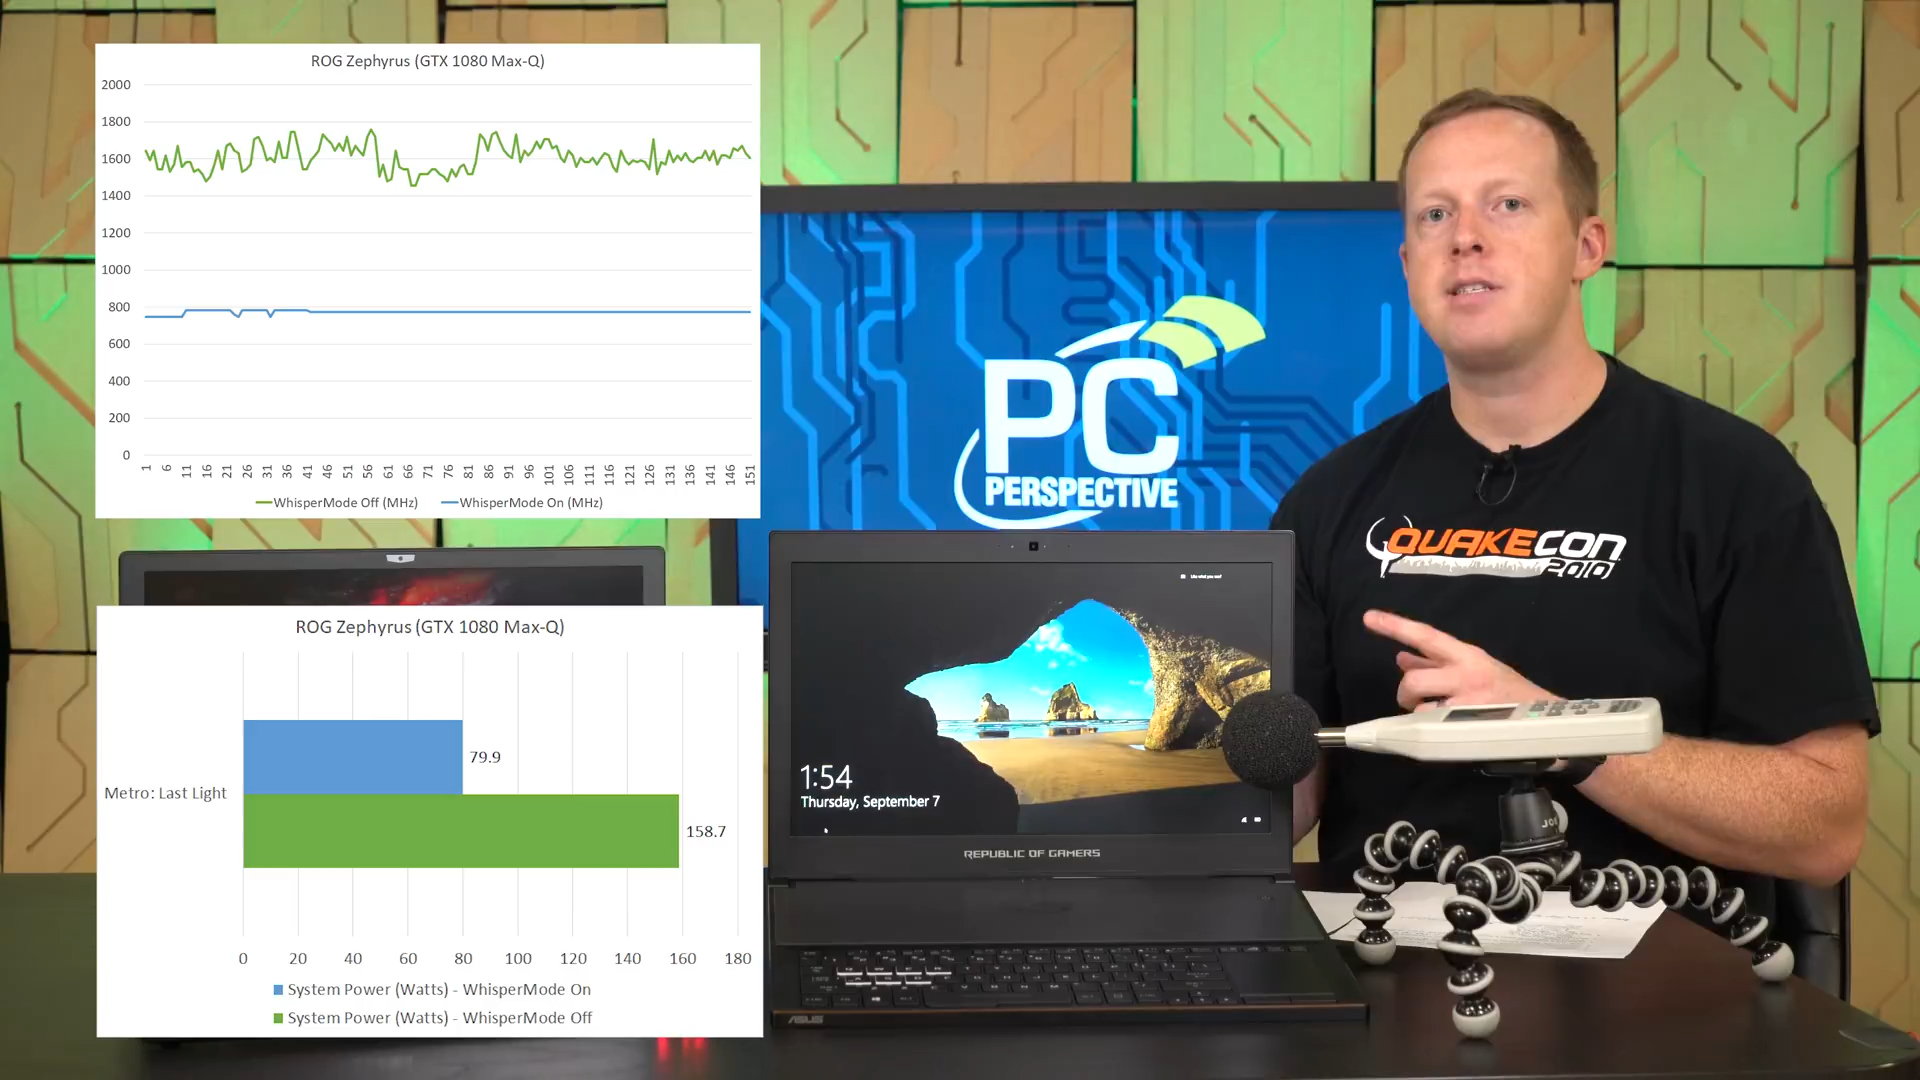 ROG Zephyrus (GTX 1080 Max-Q)
2000
1800
1600
1400
1200
1000
800
600
400
200
0
1 6 11 16 21 26 31 36 41 46 51 56 61 66 71 76 81 86 91 96 101 106 111 116 121 126 131 136 141 146 151
WhisperMode Off (MHz) WhisperMode On (MHz)
ROG Zephyrus (GTX 1080 Max-Q)
79.9
Metro: Last Light
158.7
0 20 40 60 80 100 120 140 160 180
System Power (Watts) - WhisperMode On
System Power (Watts) - WhisperMode Off
PC
PERSPECTIVE
QUAKECON
2010
Like what you see?
1:54
Thursday, September 7
REPUBLIC OF GAMERS
ASUS